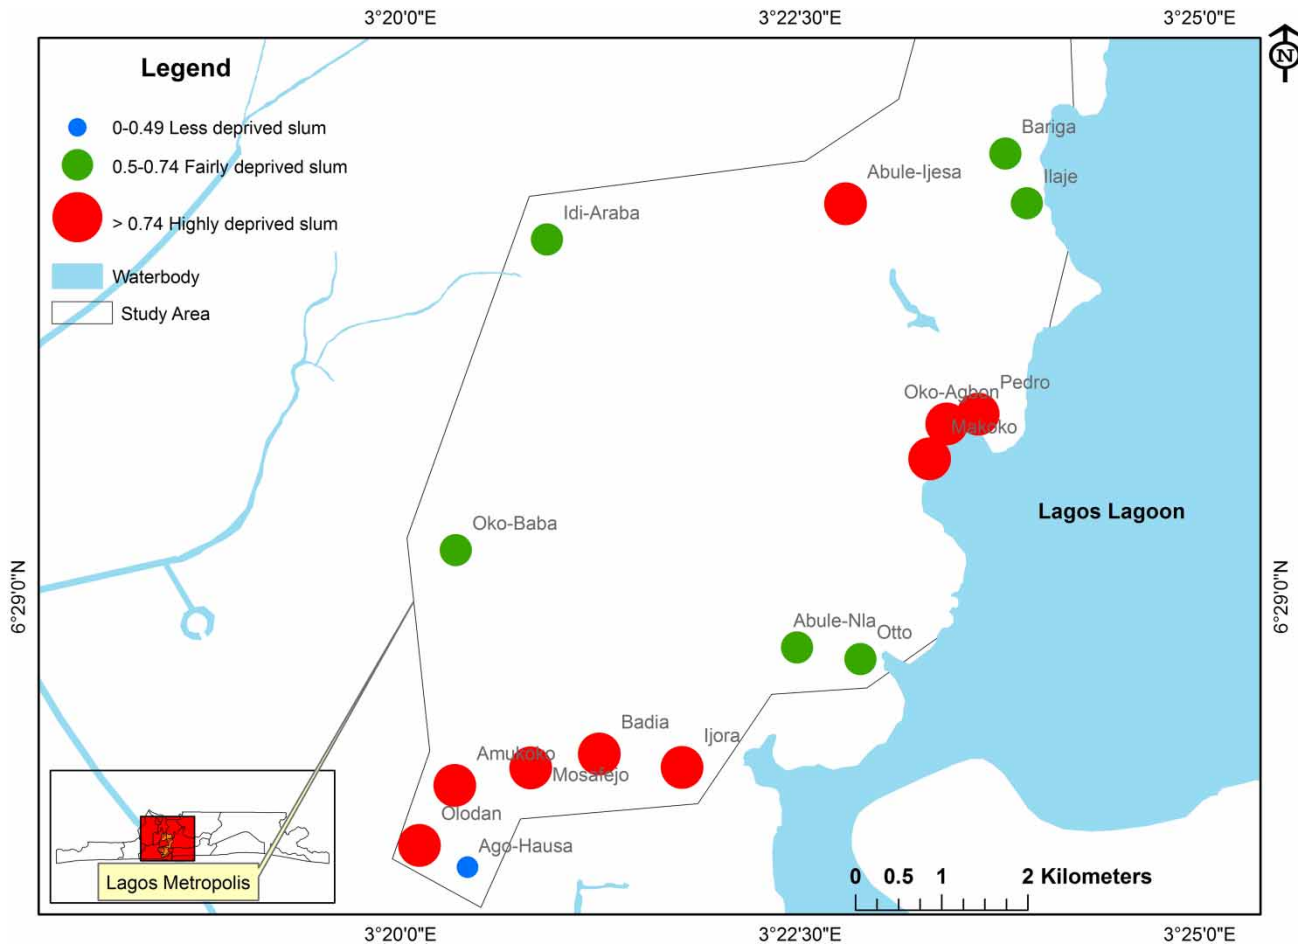 3°20'0"E
3°22'30"E
3°25'0"E
N
Legend
0-0.49 Less deprived slum
0.5-0.74 Fairly deprived slum
> 0.74 Highly deprived slum
Waterbody
Study Area
Bariga
Abule-Ijesa
Ilaje
Idi-Araba
Pedro
Oko-Agbon
Makoko
Lagos Lagoon
Oko-Baba
6°29'0"N
6°29'0"N
Abule-Nla
Otto
Badia
Ijora
Amukoko
Mosafejo
Olodan
Ago-Hausa
Lagos Metropolis
0 0.5 1 2 Kilometers
3°20'0"E
3°22'30"E
3°25'0"E